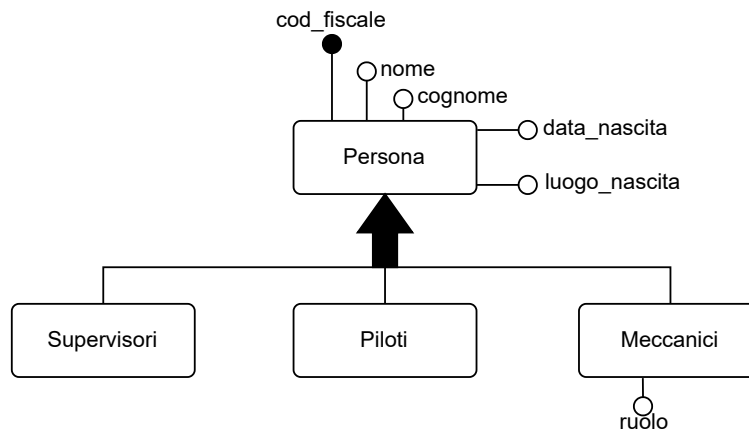 cod_fiscale
nome
cognome
data_nascita
Persona
luogo_nascita
Supervisori
Piloti
Meccanici
ruolo